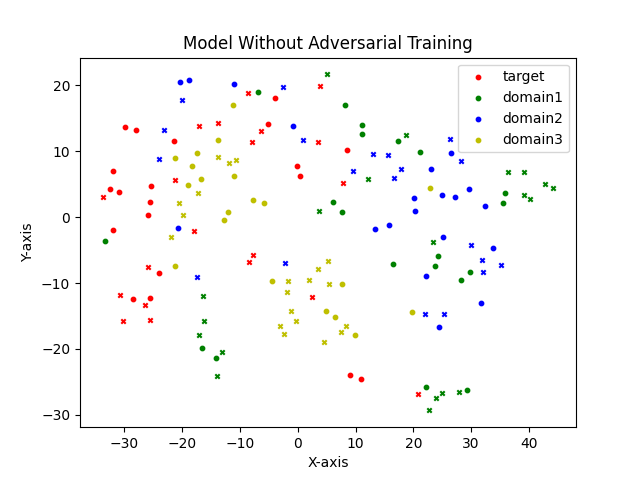 Model Without Adversarial Training
target
domain1
domain2
domain3
20
10
0
−10
−20
−30
Y-axis
−30 −20 −10 0 10 20 30 40
X-axis